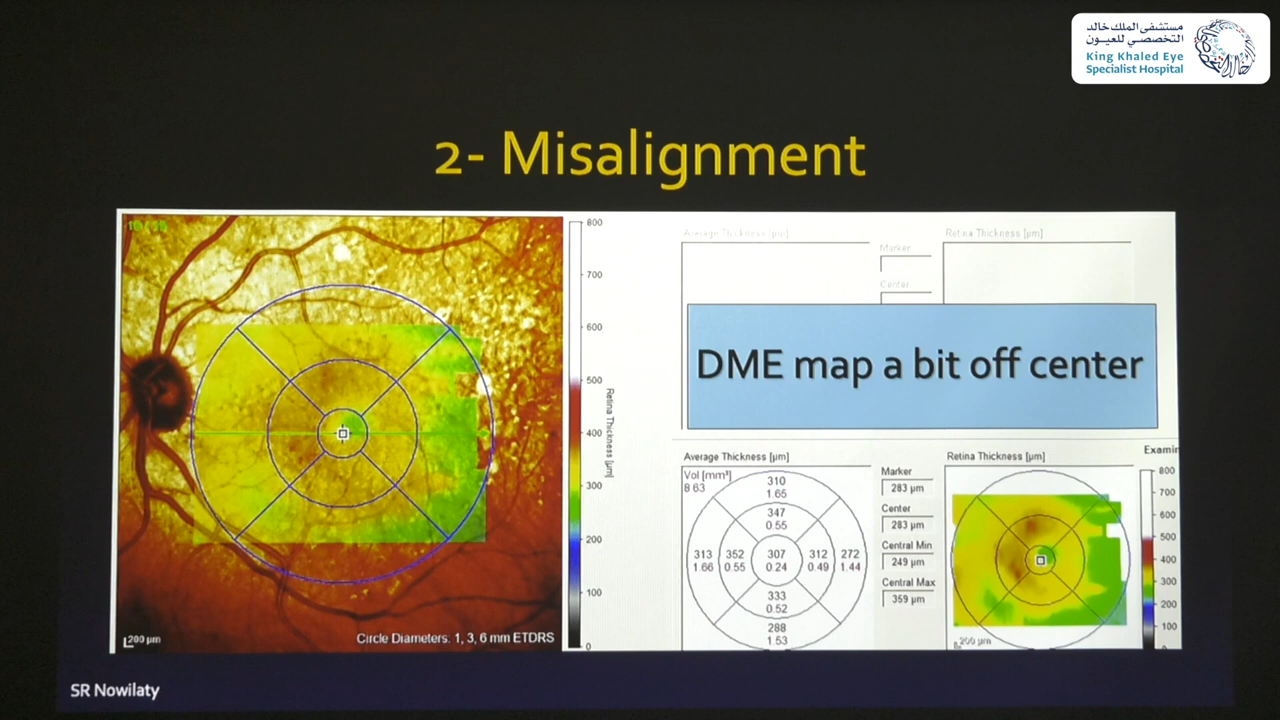 مستشفى الملك خالد
التخصصي للعيون
King Khaled Eye
Specialist Hospital
2- Misalignment
800
700
600
500
400
300
200
100
0
Retina Thickness [µm]
200 µm
Circle Diameters: 1, 3, 6 mm ETDRS
Average Thickness [µm]
Retina Thickness [µm]
Marker
Center
DME map a bit off center
Average Thickness [µm]
Vol [mm³]
8.63
310
1.65
347
0.55
313
1.66
352
0.55
307
0.24
312
0.49
272
1.44
333
0.52
288
1.53
Marker
283 µm
Center
283 µm
Central Min
249 µm
Central Max
359 µm
Retina Thickness [µm]
200 µm
Examin
800
700
600
500
400
300
200
100
SR Nowilaty